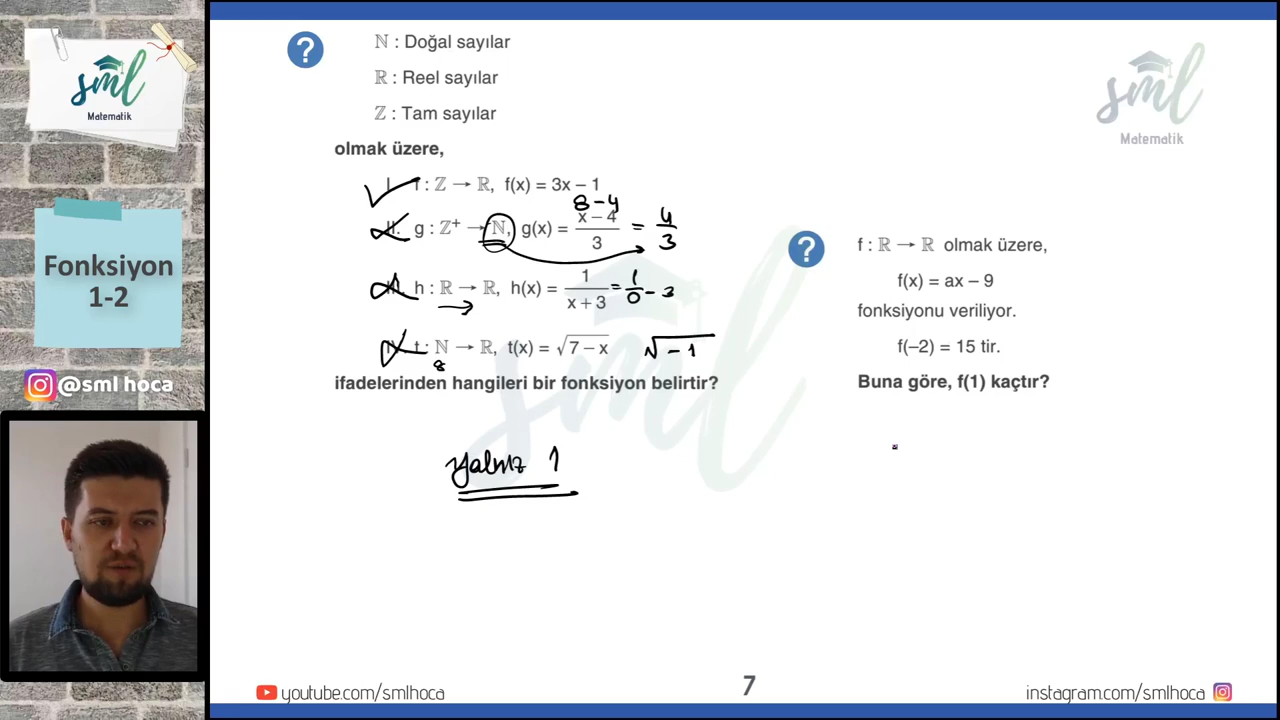 sml
Matematik
Fonksiyon
1-2
@sml hoca
?
ℕ : Doğal sayılar
ℝ : Reel sayılar
ℤ : Tam sayılar
olmak üzere,
f : ℤ → ℝ, f(x) = 3x – 1
8 – 4
g : ℤ⁺ → ℕ, g(x) = x – 4 / 3 = 4/3
h : ℝ → ℝ, h(x) = 1 / x + 3 = 1/0 – 3
t : ℕ → ℝ, t(x) = √7 – x √–1
8
ifadelerinden hangileri bir fonksiyon belirtir?
yalnız 1
sml
Matematik
?
f : ℝ → ℝ olmak üzere,
f(x) = ax – 9
fonksiyonu veriliyor.
f(–2) = 15 tir.
Buna göre, f(1) kaçtır?
sml
youtube.com/smlhoca
7
instagram.com/smlhoca